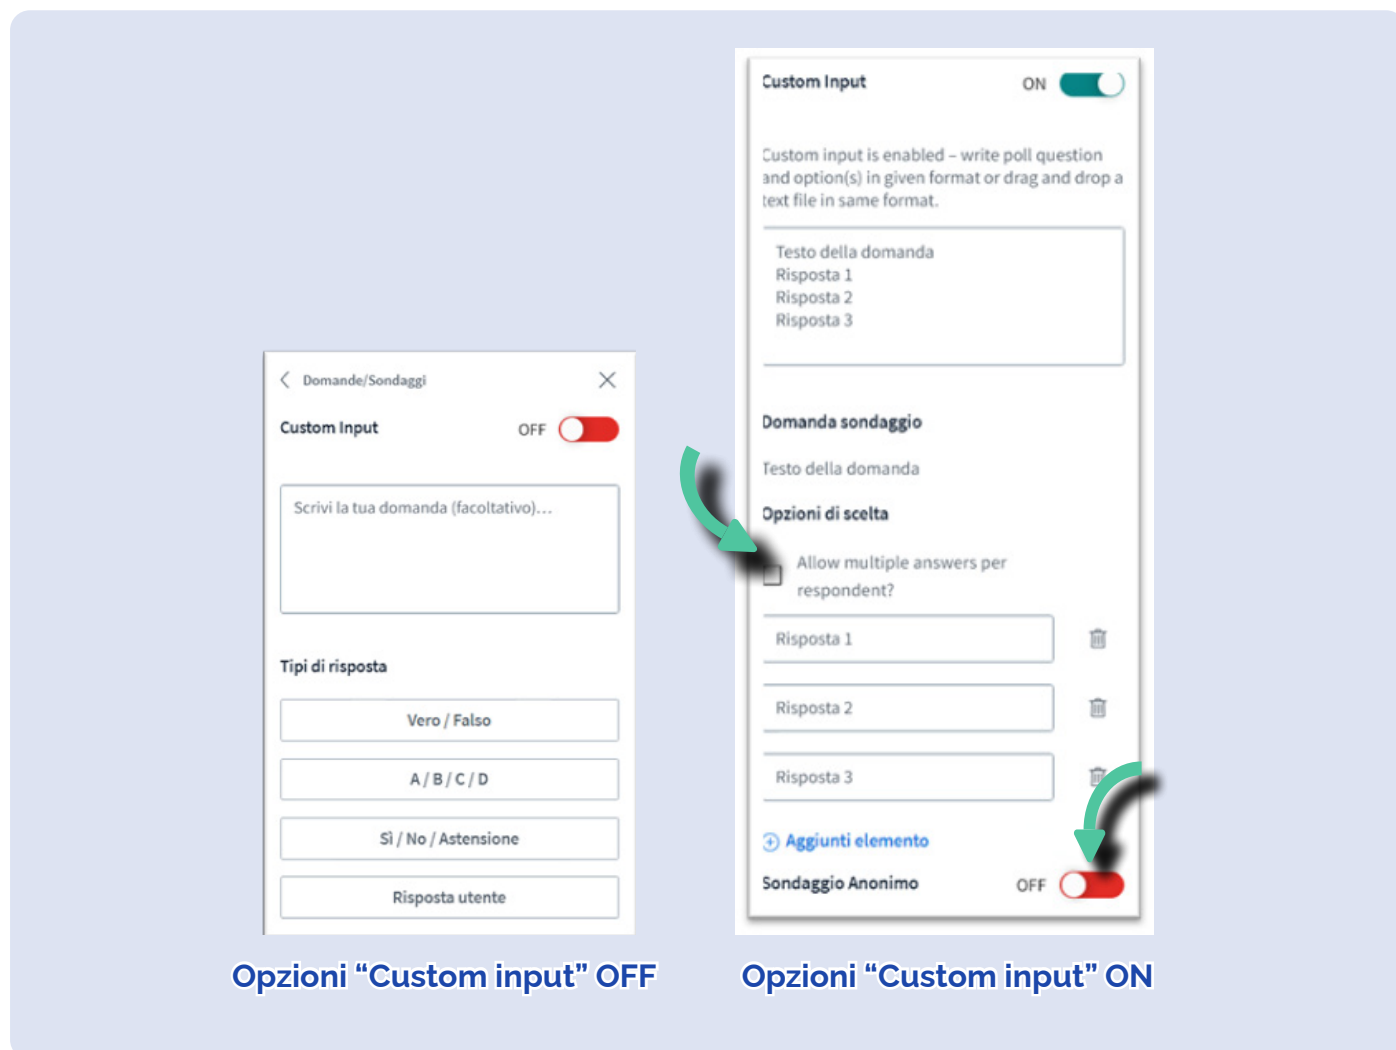 Domande/Sondaggi
Custom Input OFF
Scrivi la tua domanda (facoltativo)...
Tipi di risposta
Vero / Falso
A / B / C / D
Sì / No / Astensione
Risposta utente
Opzioni “Custom input” OFF
Custom Input ON
Custom input is enabled – write poll question
and option(s) in given format or drag and drop a
text file in same format.
Testo della domanda
Risposta 1
Risposta 2
Risposta 3
Domanda sondaggio
Testo della domanda
Opzioni di scelta
Allow multiple answers per
respondent?
Risposta 1
Risposta 2
Risposta 3
Aggiunti elemento
Sondaggio Anonimo OFF
Opzioni “Custom input” ON